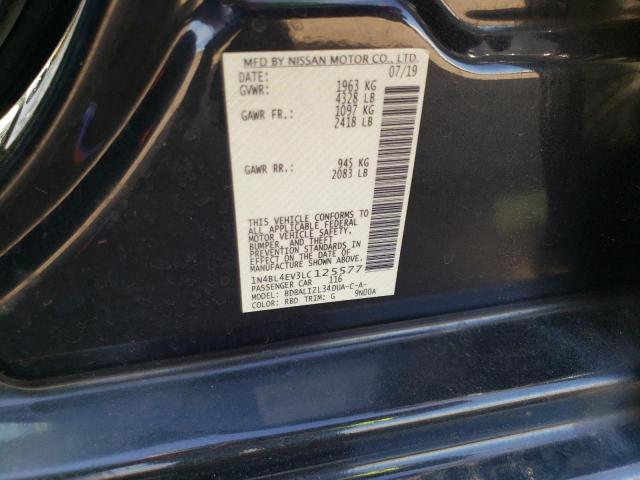 MFD BY NISSAN MOTOR CO., LTD.
DATE: 07/19
GVWR: 1963 KG
4328 LB
GAWR FR.: 1097 KG
2418 LB
GAWR RR.: 945 KG
2083 LB
THIS VEHICLE CONFORMS TO
ALL APPLICABLE FEDERAL
MOTOR VEHICLE SAFETY,
BUMPER, AND THEFT
PREVENTION STANDARDS IN
EFFECT ON THE DATE OF
MANUFACTURE SHOWN ABOVE.
1N4BL4EV3LC125577
PASSENGER CAR 116
MODEL: BDBALIZL34DUA-C-A-
COLOR: RBD TRIM: G 9N00A